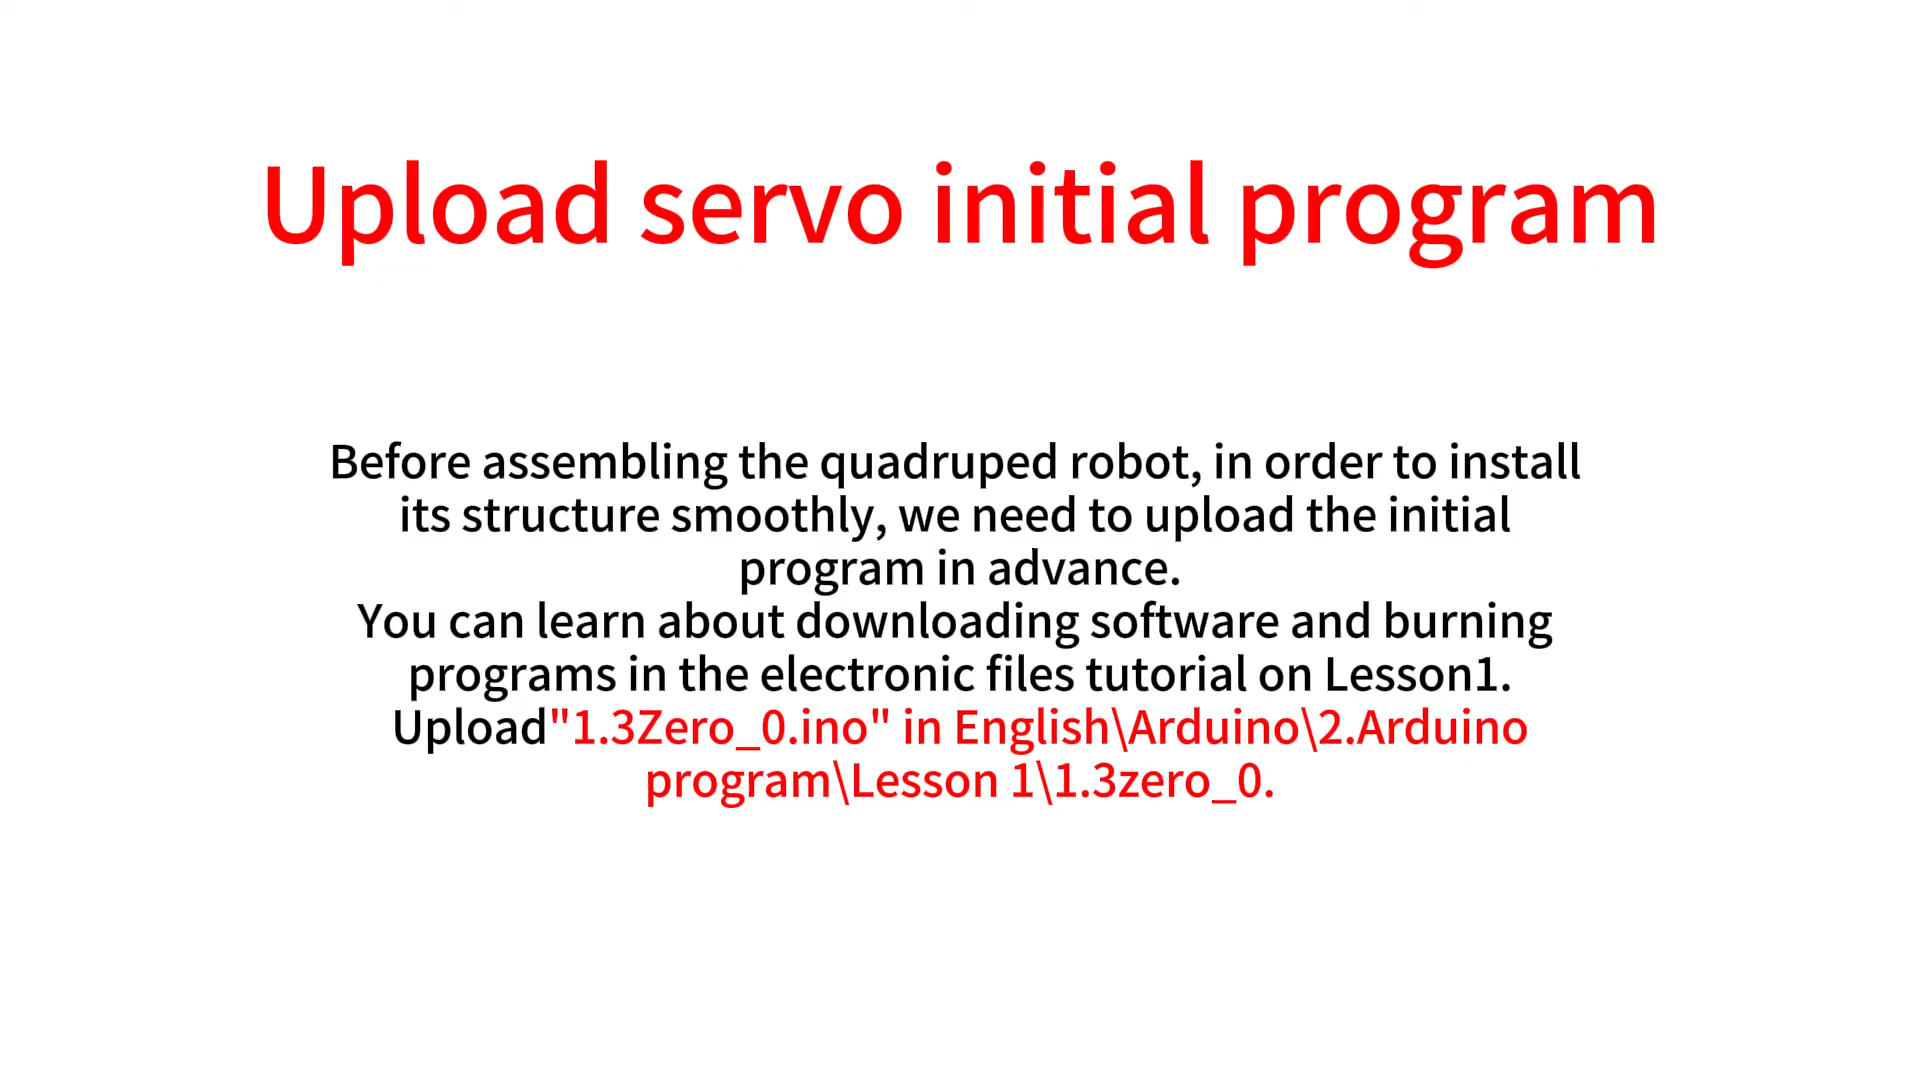 Upload servo initial program
Before assembling the quadruped robot, in order to install
its structure smoothly, we need to upload the initial
program in advance.
You can learn about downloading software and burning
programs in the electronic files tutorial on Lesson1.
Upload"1.3Zero_0.ino" in English\Arduino\2.Arduino
program\Lesson 1\1.3zero_0.